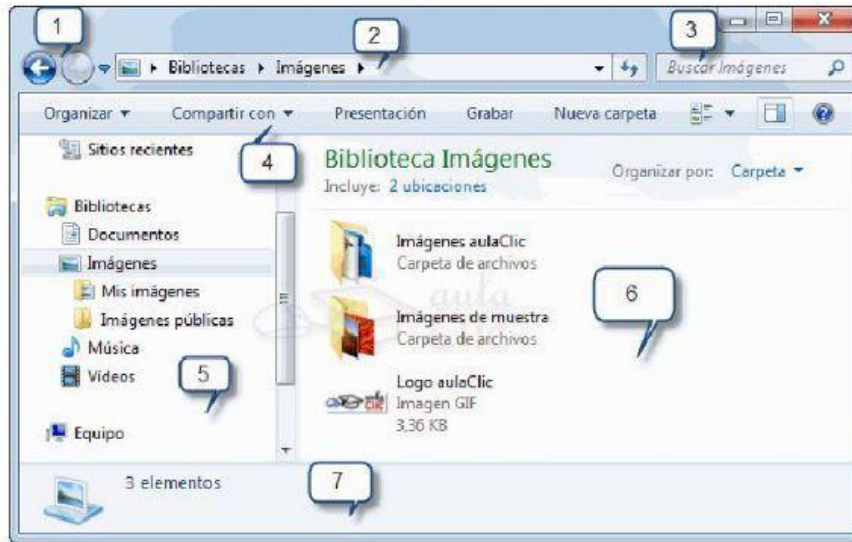 1
2
3
Bibliotecas Imágenes
Buscar Imágenes
Organizar Compartir con Presentación Grabar Nueva carpeta
4
Sitios recientes
Bibliotecas
Documentos
Imágenes
Mis imágenes
Imágenes públicas
Música
Vídeos
5
Equipo
Biblioteca Imágenes
Incluye: 2 ubicaciones
Organizar por: Carpeta
Imágenes aulaClic
Carpeta de archivos
aula
6
Imágenes de muestra
Carpeta de archivos
Logo aulaClic
Imagen GIF
3,36 KB
3 elementos
7